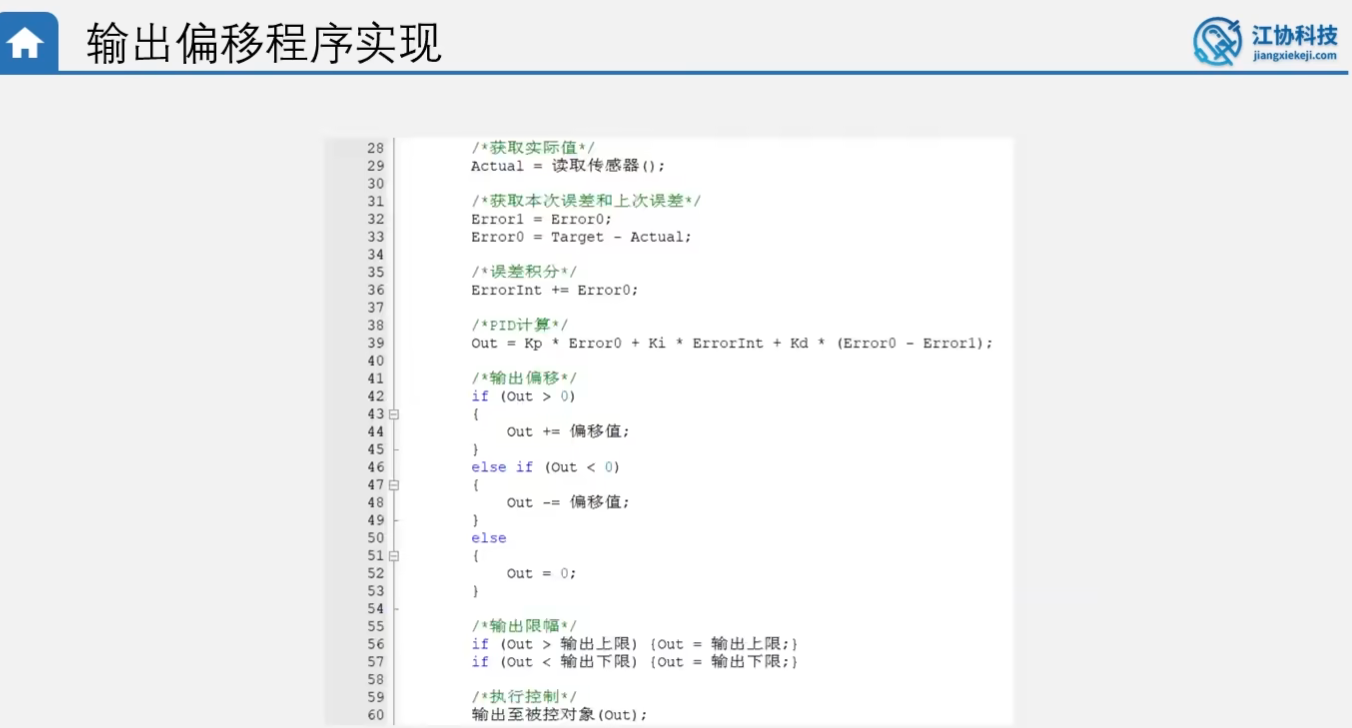 输出偏移程序实现
江协科技
jiangxiekeji.com
28 /*获取实际值*/
29 Actual = 读取传感器();
30
31 /*获取本次误差和上次误差*/
32 Error1 = Error0;
33 Error0 = Target - Actual;
34
35 /*误差积分*/
36 ErrorInt += Error0;
37
38 /*PID计算*/
39 Out = Kp * Error0 + Ki * ErrorInt + Kd * (Error0 - Error1);
40
41 /*输出偏移*/
42 if (Out > 0)
43 {
44 Out += 偏移值;
45 }
46 else if (Out < 0)
47 {
48 Out -= 偏移值;
49 }
50 else
51 {
52 Out = 0;
53 }
54
55 /*输出限幅*/
56 if (Out > 输出上限) {Out = 输出上限;}
57 if (Out < 输出下限) {Out = 输出下限;}
58
59 /*执行控制*/
60 输出至被控对象(Out);